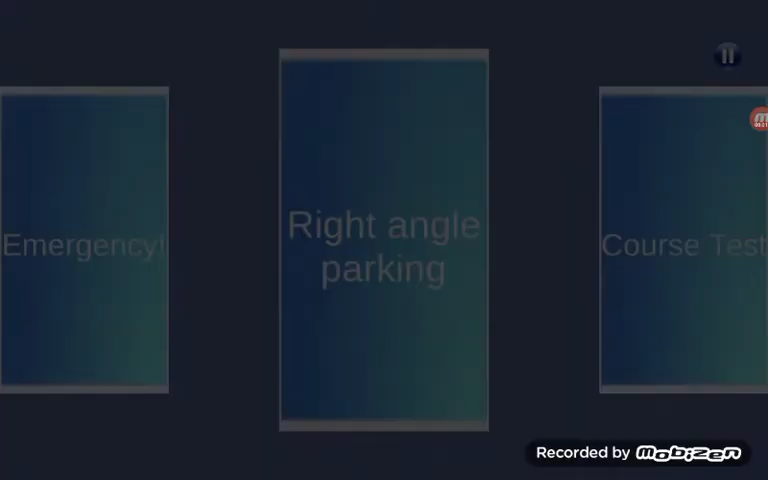 Emergency!
Right angle
parking
Course Test
Recorded by Mobizen